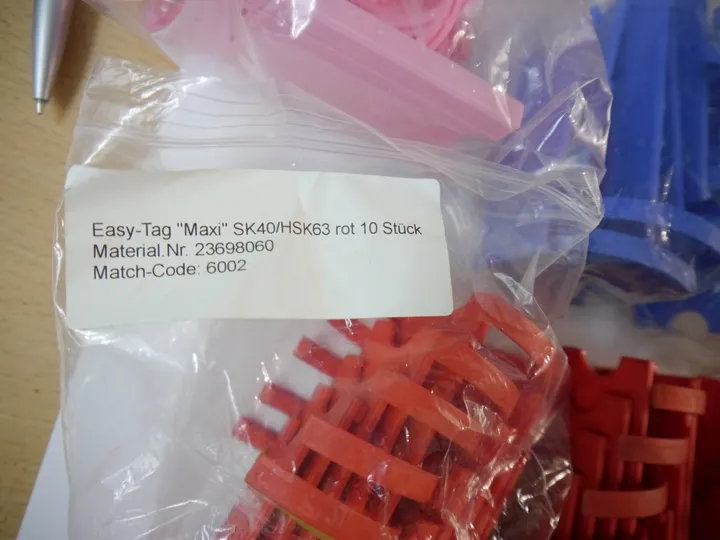 Easy-Tag "Maxi" SK40/HSK63 rot 10 Stück
Material.Nr. 23698060
Match-Code: 6002